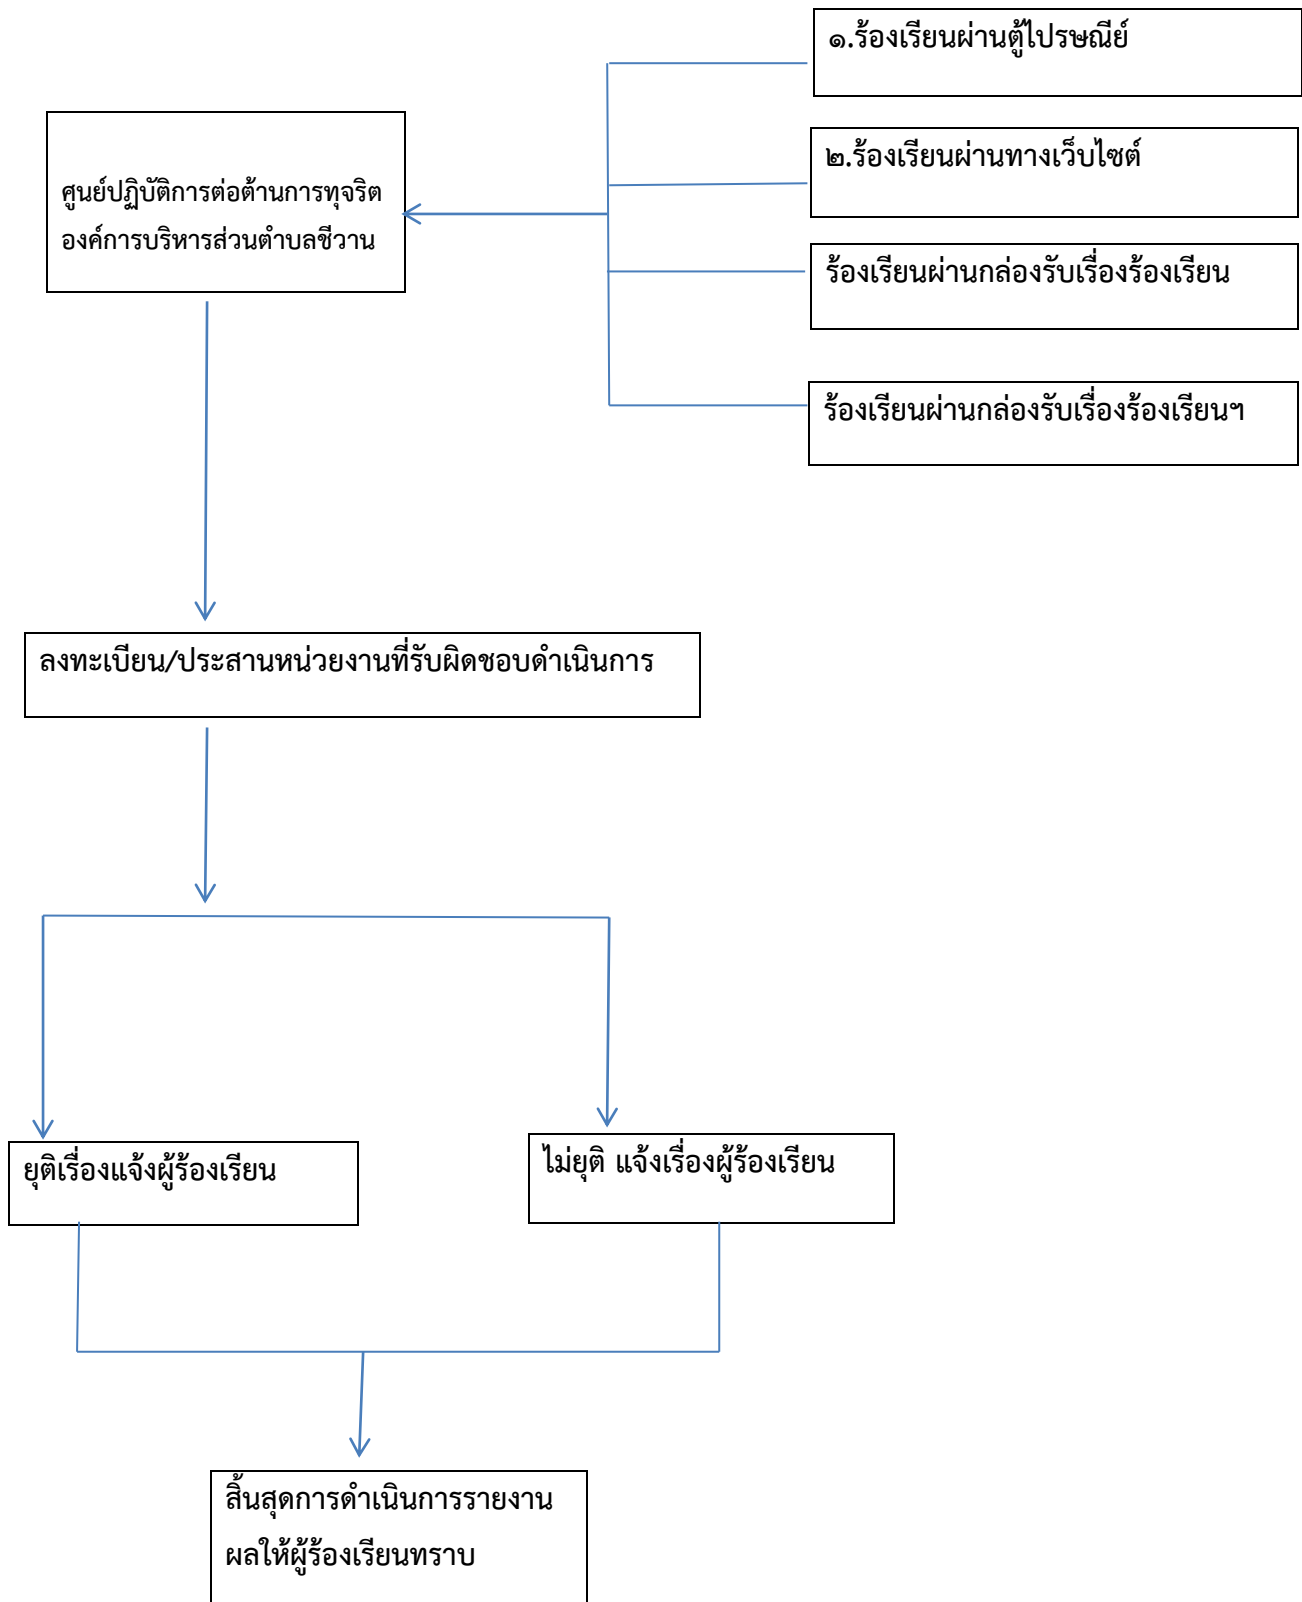 ๑.ร้องเรียนผ่านตู้ไปรษณีย์
๒.ร้องเรียนผ่านทางเว็บไซต์
ศูนย์ปฏิบัติการต่อต้านการทุจริต
องค์การบริหารส่วนตำบลชีวาน
ร้องเรียนผ่านกล่องรับเรื่องร้องเรียน
ร้องเรียนผ่านกล่องรับเรื่องร้องเรียนฯ
ลงทะเบียน/ประสานหน่วยงานที่รับผิดชอบดำเนินการ
ยุติเรื่องแจ้งผู้ร้องเรียน
ไม่ยุติ แจ้งเรื่องผู้ร้องเรียน
สิ้นสุดการดำเนินการรายงาน
ผลให้ผู้ร้องเรียนทราบ